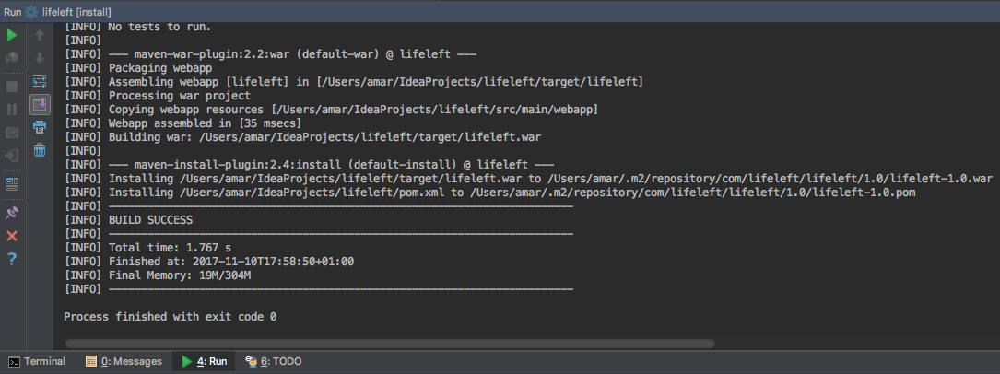 Run lifeleft [install]
[INFO] No tests to run.
[INFO]
[INFO] --- maven-war-plugin:2.2:war (default-war) @ lifeleft ---
[INFO] Packaging webapp
[INFO] Assembling webapp [lifeleft] in [/Users/amar/IdeaProjects/lifeleft/target/lifeleft]
[INFO] Processing war project
[INFO] Copying webapp resources [/Users/amar/IdeaProjects/lifeleft/src/main/webapp]
[INFO] Webapp assembled in [35 msecs]
[INFO] Building war: /Users/amar/IdeaProjects/lifeleft/target/lifeleft.war
[INFO]
[INFO] --- maven-install-plugin:2.4:install (default-install) @ lifeleft ---
[INFO] Installing /Users/amar/IdeaProjects/lifeleft/target/lifeleft.war to /Users/amar/.m2/repository/com/lifeleft/lifeleft/1.0/lifeleft-1.0.war
[INFO] Installing /Users/amar/IdeaProjects/lifeleft/pom.xml to /Users/amar/.m2/repository/com/lifeleft/lifeleft/1.0/lifeleft-1.0.pom
[INFO] ------------------------------------------------------------------------
[INFO] BUILD SUCCESS
[INFO] ------------------------------------------------------------------------
[INFO] Total time: 1.767 s
[INFO] Finished at: 2017-11-10T17:58:50+01:00
[INFO] Final Memory: 19M/304M
[INFO] ------------------------------------------------------------------------
Process finished with exit code 0
Terminal 0: Messages 4: Run 6: TODO